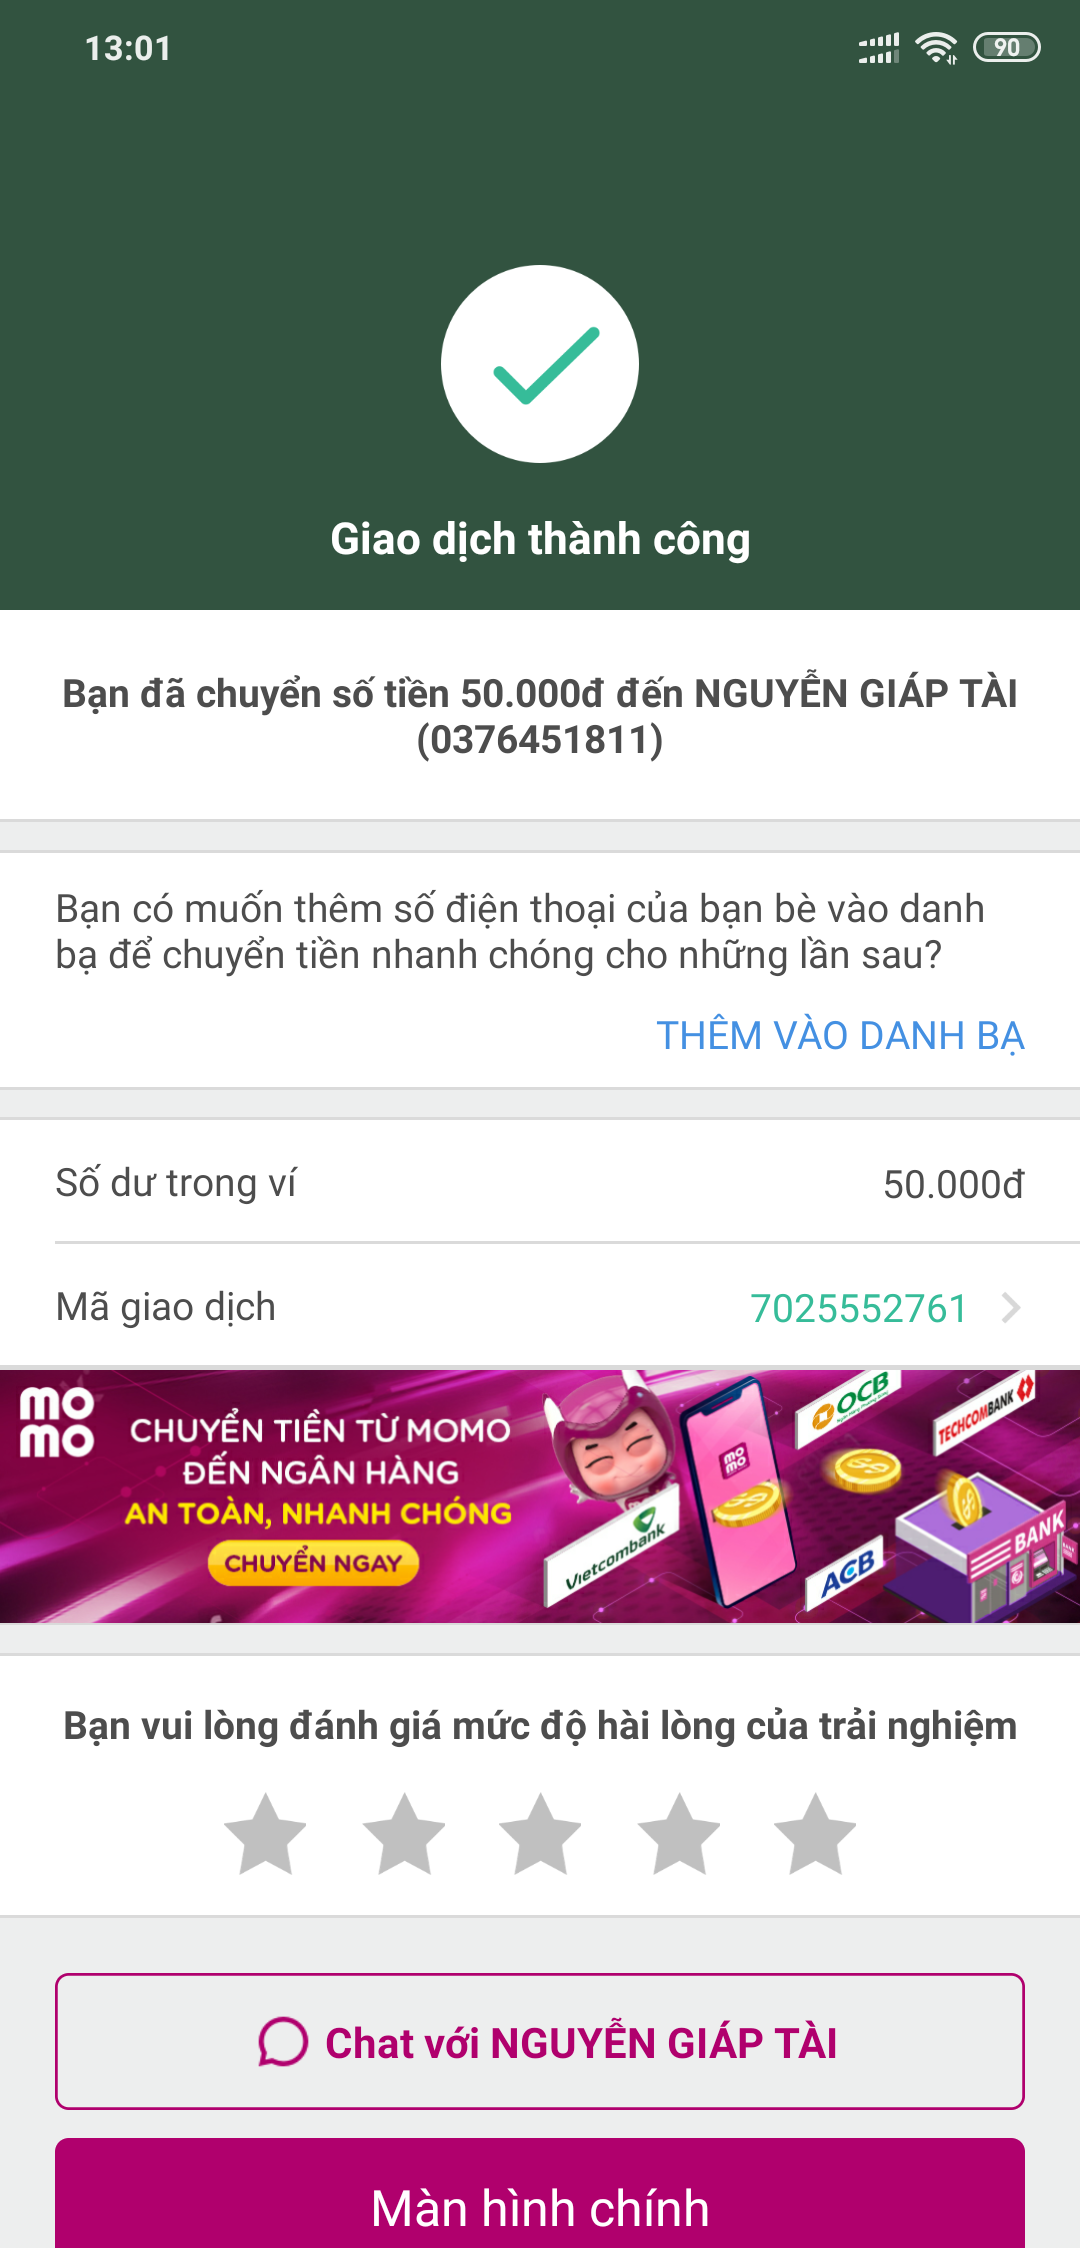 13:01
90
Giao dịch thành công
Bạn đã chuyển số tiền 50.000đ đến NGUYỄN GIÁP TÀI
(0376451811)
Bạn có muốn thêm số điện thoại của bạn bè vào danh
bạ để chuyển tiền nhanh chóng cho những lần sau?
THÊM VÀO DANH BẠ
Số dư trong ví 50.000đ
Mã giao dịch 7025552761
mo
mo
CHUYỂN TIỀN TỪ MOMO
ĐẾN NGÂN HÀNG
AN TOÀN, NHANH CHÓNG
CHUYỂN NGAY
mo
mo
OCB
TECHCOMBANK
Vietcombank
ACB
BANK
Bạn vui lòng đánh giá mức độ hài lòng của trải nghiệm
Chat với NGUYỄN GIÁP TÀI
Màn hình chính